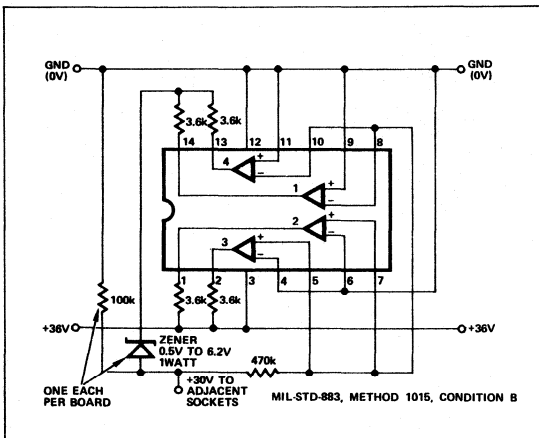 GND
(0V)
GND
(0V)
3.6k
3.6k
14 13 12 11 10 9 8
4
+
−
1
+
−
2
+
−
3
+
−
1 2 3 4 5 6 7
100k
3.6k
3.6k
+36V
+36V
ZENER
0.5V TO 6.2V
1WATT
470k
ONE EACH
PER BOARD
+30V TO
ADJACENT
SOCKETS
MIL-STD-883, METHOD 1015, CONDITION B